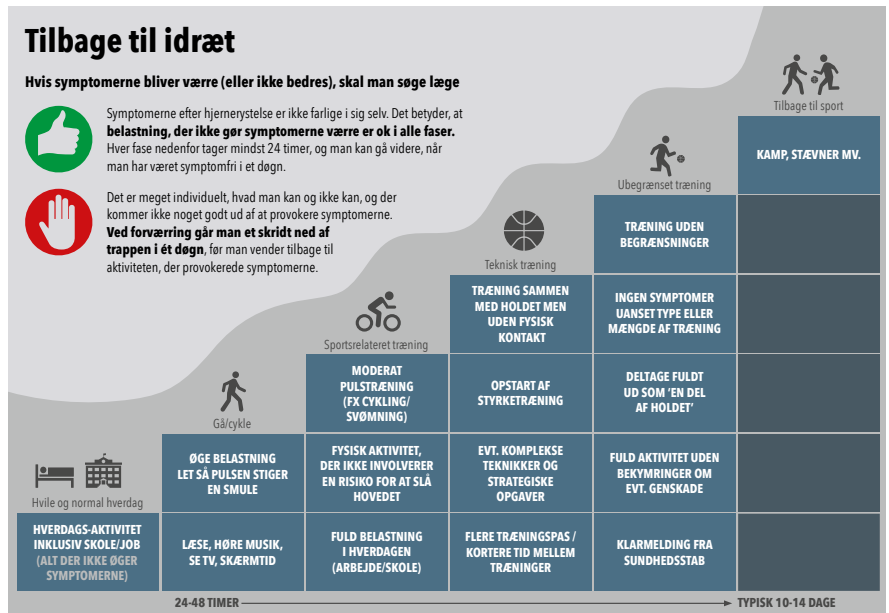 Tilbage til idræt
Hvis symptomerne bliver værre (eller ikke bedres), skal man søge læge
Symptomerne efter hjernerystelse er ikke farlige i sig selv. Det betyder, at
belastning, der ikke gør symptomerne værre er ok i alle faser.
Hver fase nedenfor tager mindst 24 timer, og man kan gå videre, når
man har været symptomfri i et døgn.
Det er meget individuelt, hvad man kan og ikke kan, og der
kommer ikke noget godt ud af at provokere symptomerne.
Ved forværring går man et skridt ned af
trappen i ét døgn, før man vender tilbage til
aktiviteten, der provokerede symptomerne.
Hvile og normal hverdag
HVERDAGS-AKTIVITET
INKLUSIV SKOLE/JOB
(ALT DER IKKE ØGER
SYMPTOMERNE)
Gå/cykle
ØGE BELASTNING
LET SÅ PULSEN STIGER
EN SMULE
LÆSE, HØRE MUSIK,
SE TV, SKÆRMTID
Sportsrelateret træning
MODERAT
PULSTRÆNING
(FX CYKLING/
SVØMNING)
FYSISK AKTIVITET,
DER IKKE INVOLVERER
EN RISIKO FOR AT SLÅ
HOVEDET
FULD BELASTNING
I HVERDAGEN
(ARBEJDE/SKOLE)
Teknisk træning
TRÆNING SAMMEN
MED HOLDET MEN
UDEN FYSISK
KONTAKT
OPSTART AF
STYRKETRÆNING
EVT. KOMPLEKSE
TEKNIKKER OG
STRATEGISKE
OPGAVER
FLERE TRÆNINGSPAS /
KORTERE TID MELLEM
TRÆNINGER
Ubegrænset træning
TRÆNING UDEN
BEGRÆNSNINGER
INGEN SYMPTOMER
UANSET TYPE ELLER
MÆNGDE AF TRÆNING
DELTAGE FULDT
UD SOM ’EN DEL
AF HOLDET’
FULD AKTIVITET UDEN
BEKYMRINGER OM
EVT. GENSKADE
KLARMELDING FRA
SUNDHEDSSTAB
Tilbage til sport
KAMP, STÆVNER MV.
24-48 TIMER
TYPISK 10-14 DAGE